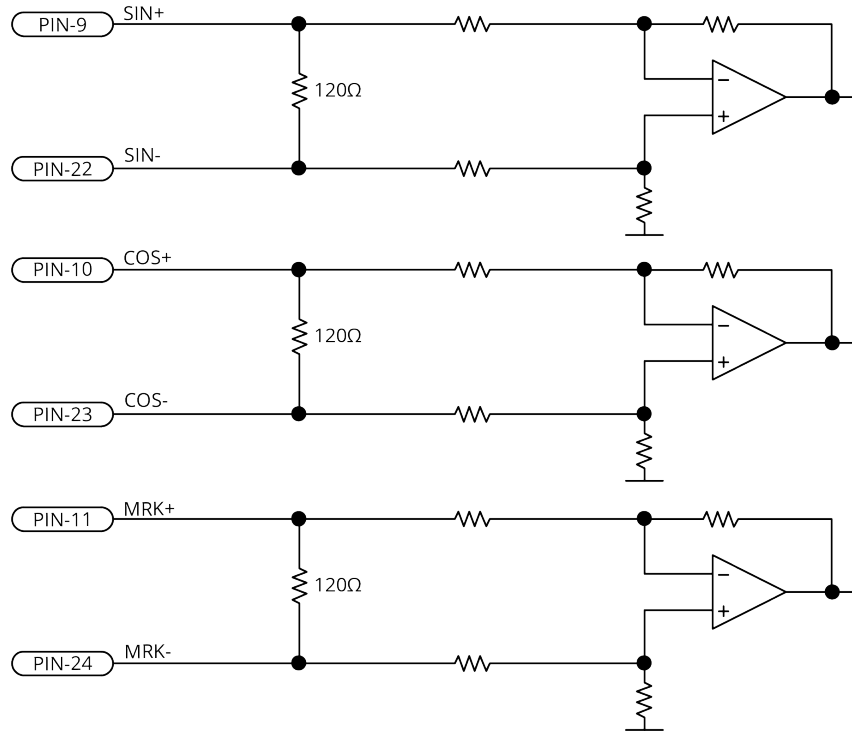 PIN-9 SIN+
120Ω
PIN-22 SIN-
PIN-10 COS+
120Ω
PIN-23 COS-
PIN-11 MRK+
120Ω
PIN-24 MRK-